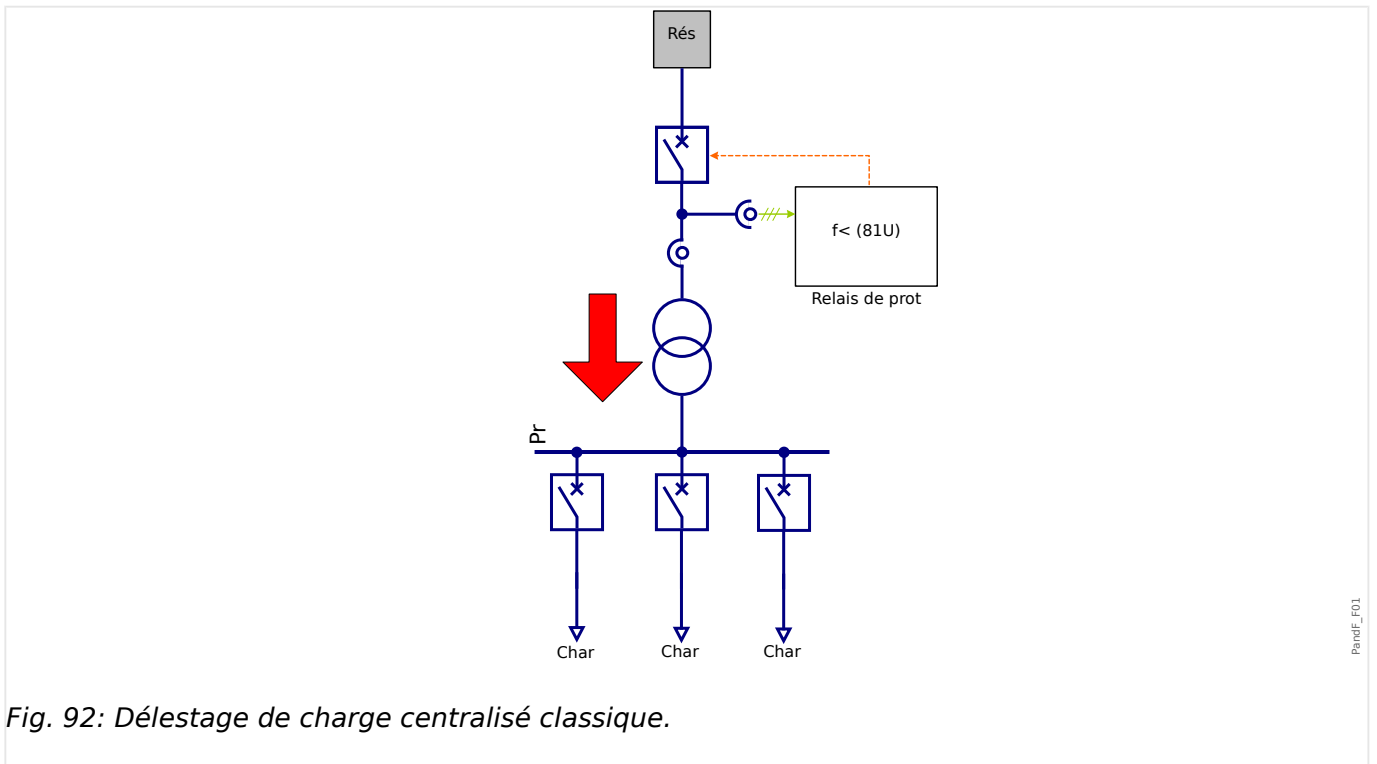 Rés
f< (81U)
Relais de prot
Pr
Char
Char
Char
PandF_F01
Fig. 92: Délestage de charge centralisé classique.